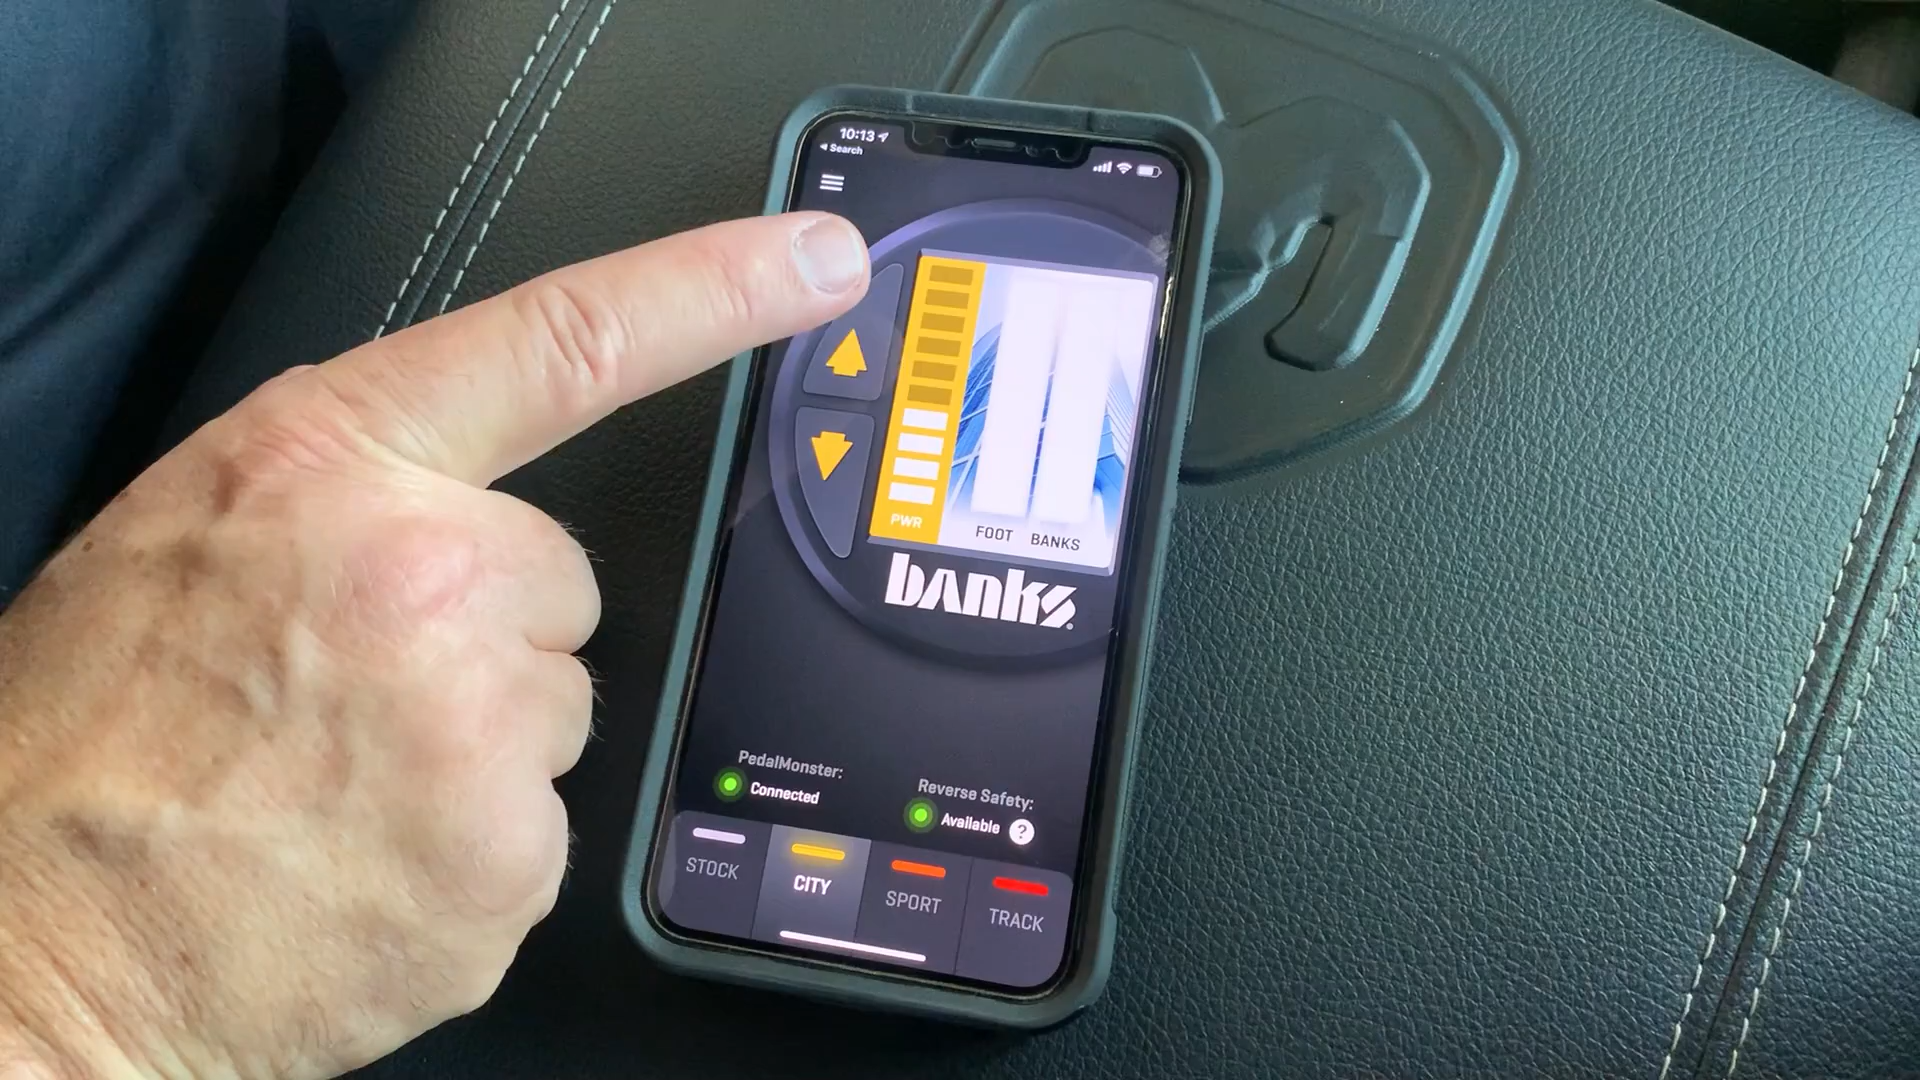 10:13
Search
PWR
FOOT BANKS
banks
PedalMonster:
Connected
Reverse Safety:
Available ?
STOCK
CITY
SPORT
TRACK